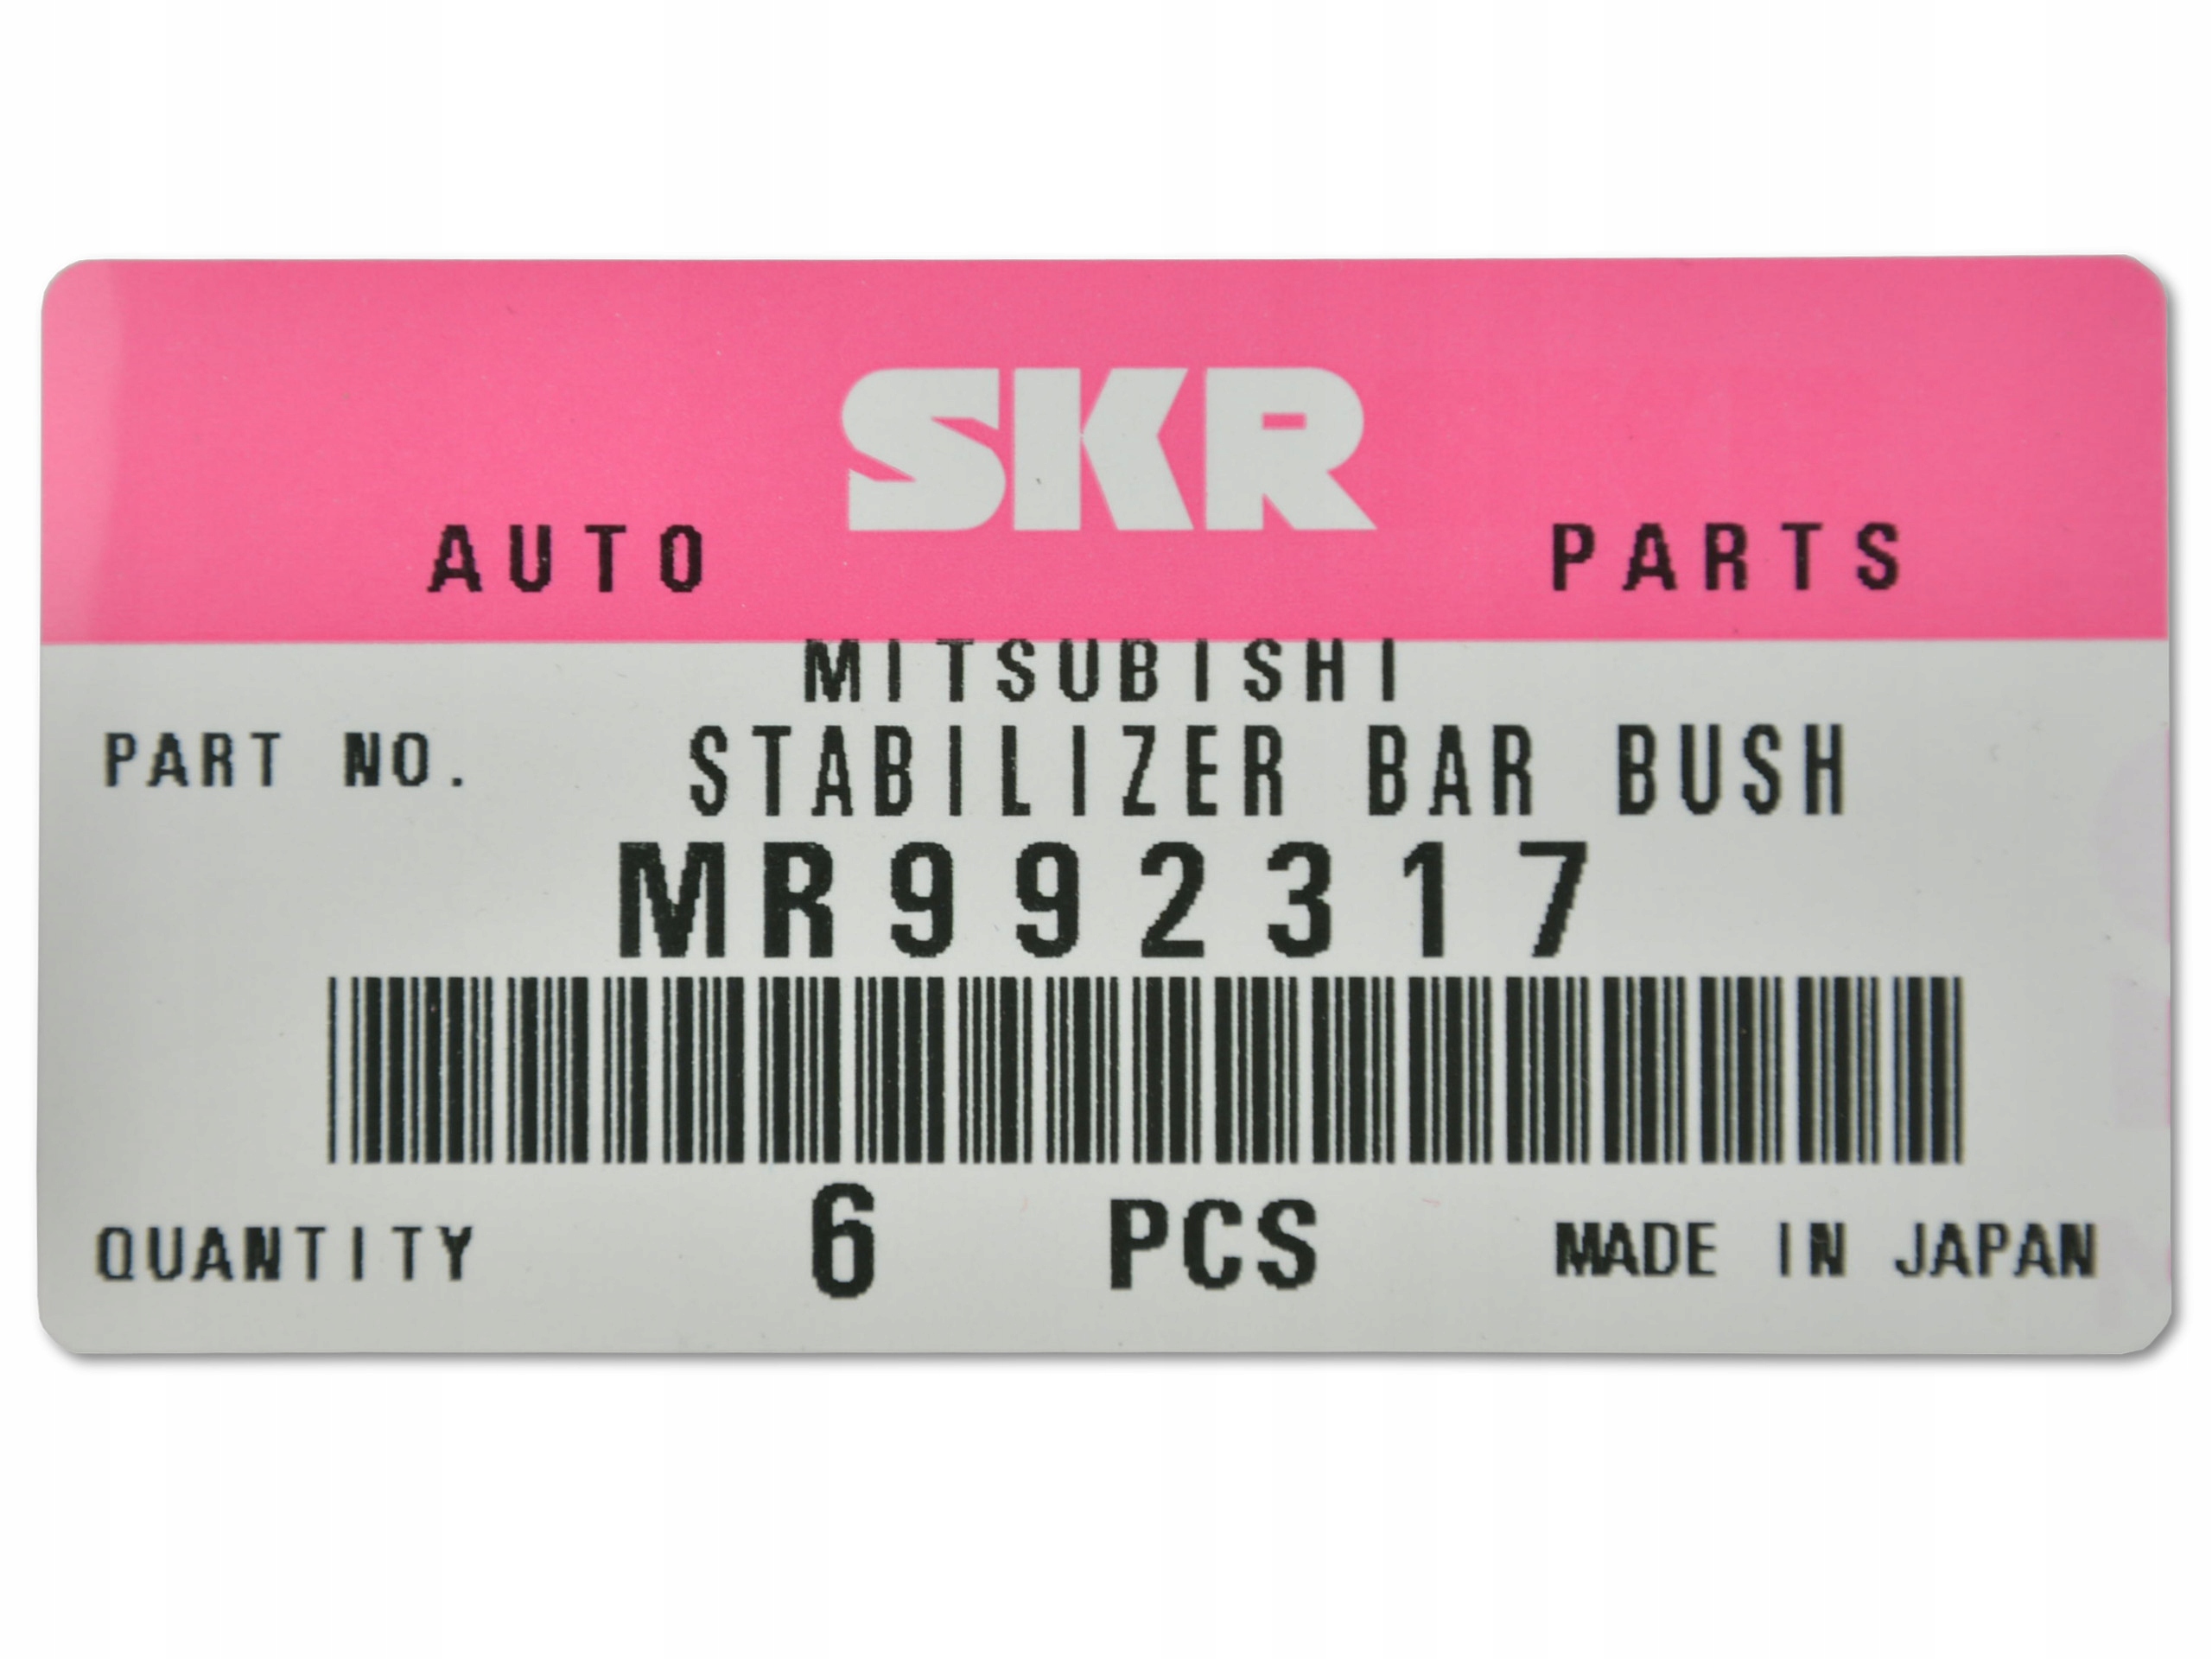 SKR
AUTO PARTS
MITSUBISHI
PART NO. STABILIZER BAR BUSH
MR992317
QUANTITY 6 PCS MADE IN JAPAN